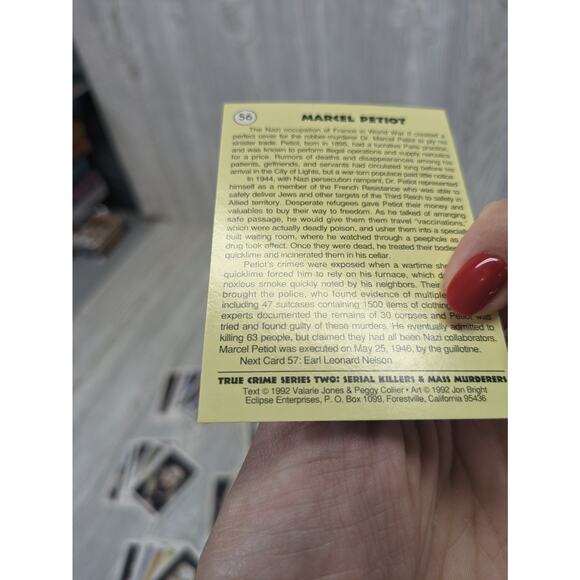 56 MARCEL PETIOT
The Nazi occupation of France in World War II created a
perfect cover for the robber-murderer Dr. Marcel Petiot to ply his
sinister trade. Petiot, born in 1895, had a lucrative Paris practice,
and was known to perform illegal operations and supply narcotics
for a price. Rumors of deaths and disappearances among his
patients, girlfriends, and servants had circulated long before his
arrival in the City of Lights, but a war-torn populace paid little notice.
In 1944, with Nazi persecution rampant, Dr. Petiot represented
himself as a member of the French Resistance who was able to
safely deliver Jews and other targets of the Third Reich to safety in
Allied territory. Desperate refugees gave Petiot their money and
valuables to buy their way to freedom. As he talked of arranging
safe passage, he would give them them travel "vaccinations,"
which were actually deadly poison, and usher them into a special
built waiting room, where he watched through a peephole as
drug took effect. Once they were dead, he treated their bodies
quicklime and incinerated them in his cellar.
Petiot's crimes were exposed when a wartime
quicklime forced him to rely on his furnace, which
noxious smoke quickly noted by his neighbors. Their
brought the police, who found evidence of multiple
including 47 suitcases containing 1500 items of clothing
experts documented the remains of 30 corpses and Petiot was
tried and found guilty of these murders. He eventually admitted to
killing 63 people, but claimed they had all been Nazi collaborators.
Marcel Petiot was executed on May 25, 1946, by the guillotine.
Next Card 57: Earl Leonard Nelson
TRUE CRIME SERIES TWO: SERIAL KILLERS & MASS MURDERERS
Text © 1992 Valarie Jones & Peggy Collier • Art © 1992 Jon Bright
Eclipse Enterprises, P. O. Box 1099, Forestville, California 95436